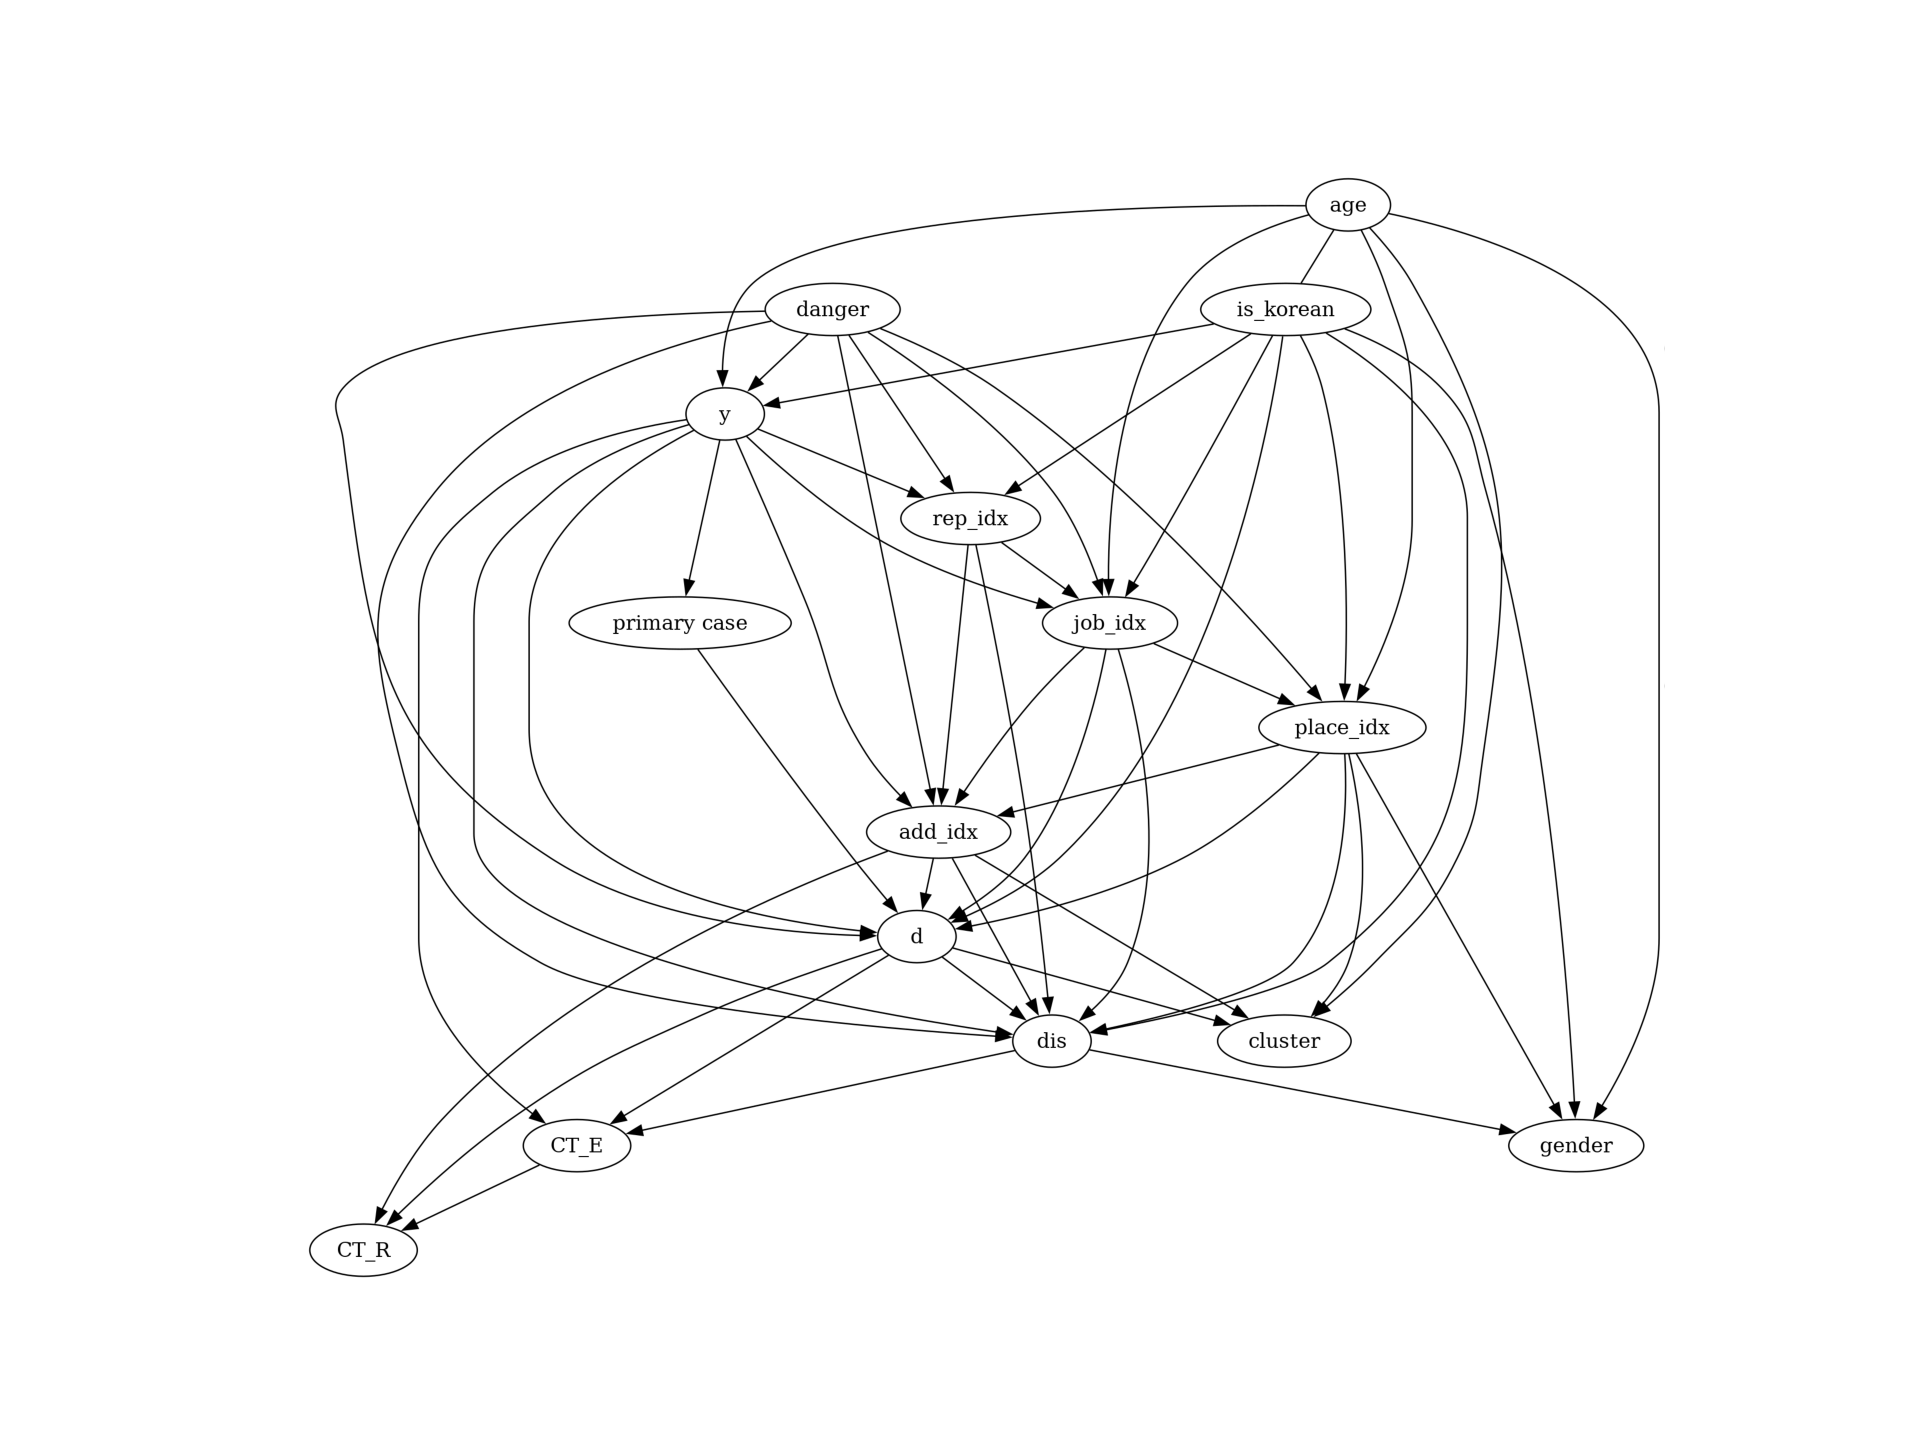 age
danger
is_korean
y
rep_idx
primary case
job_idx
place_idx
add_idx
d
dis
cluster
CT_E
gender
CT_R